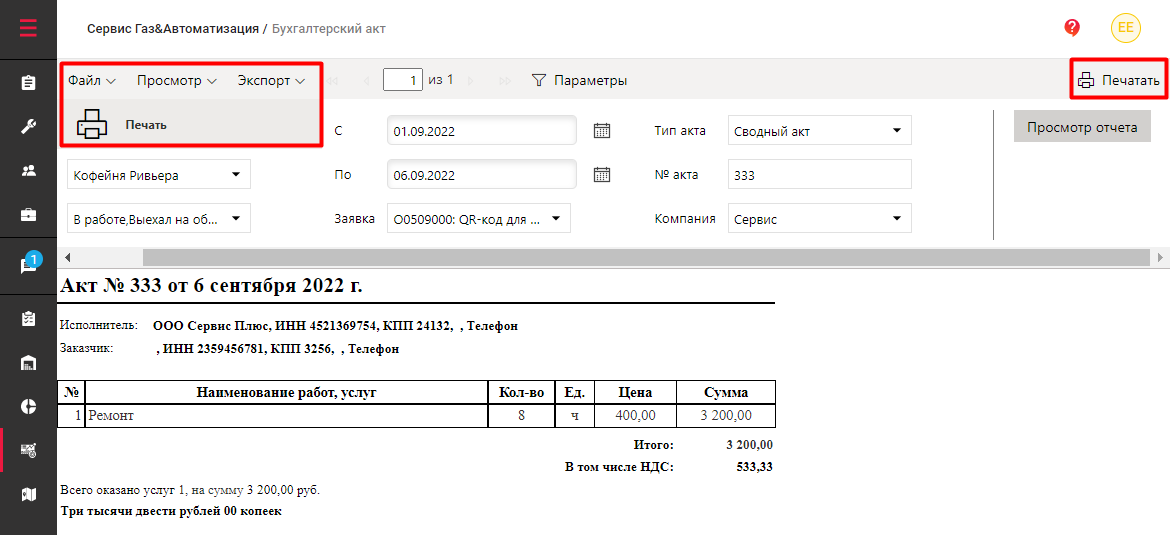 Сервис Газ&Автоматизация / Бухгалтерский акт
EE
Файл Просмотр Экспорт 1 из 1 Параметры Печатать
Печать
С 01.09.2022 Тип акта Сводный акт Просмотр отчета
Кофейня Ривьера По 06.09.2022 № акта 333
В работе,Выехал на об... Заявка О0509000: QR-код для ... Компания Сервис
1
Акт № 333 от 6 сентября 2022 г.
Исполнитель: ООО Сервис Плюс, ИНН 4521369754, КПП 24132, , Телефон
Заказчик: , ИНН 2359456781, КПП 3256, , Телефон
№ Наименование работ, услуг Кол-во Ед. Цена Сумма
1 Ремонт 8 ч 400,00 3 200,00
Итого: 3 200,00
В том числе НДС: 533,33
Всего оказано услуг 1, на сумму 3 200,00 руб.
Три тысячи двести рублей 00 копеек